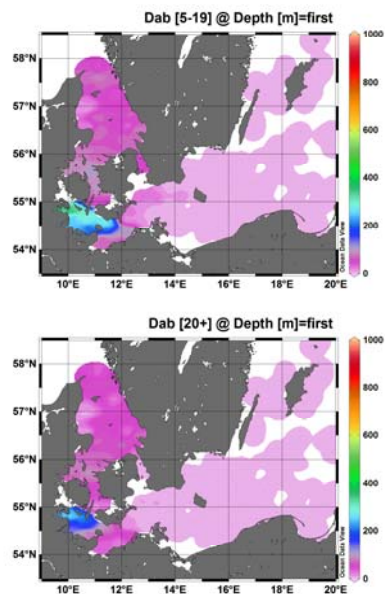 Dab [5-19] @ Depth [m]=first
58°N
57°N
56°N
55°N
54°N
10°E 12°E 14°E 16°E 18°E 20°E
1000
800
600
400
200
0
Ocean Data View
Dab [20+] @ Depth [m]=first
58°N
57°N
56°N
55°N
54°N
10°E 12°E 14°E 16°E 18°E 20°E
1000
800
600
400
200
0
Ocean Data View